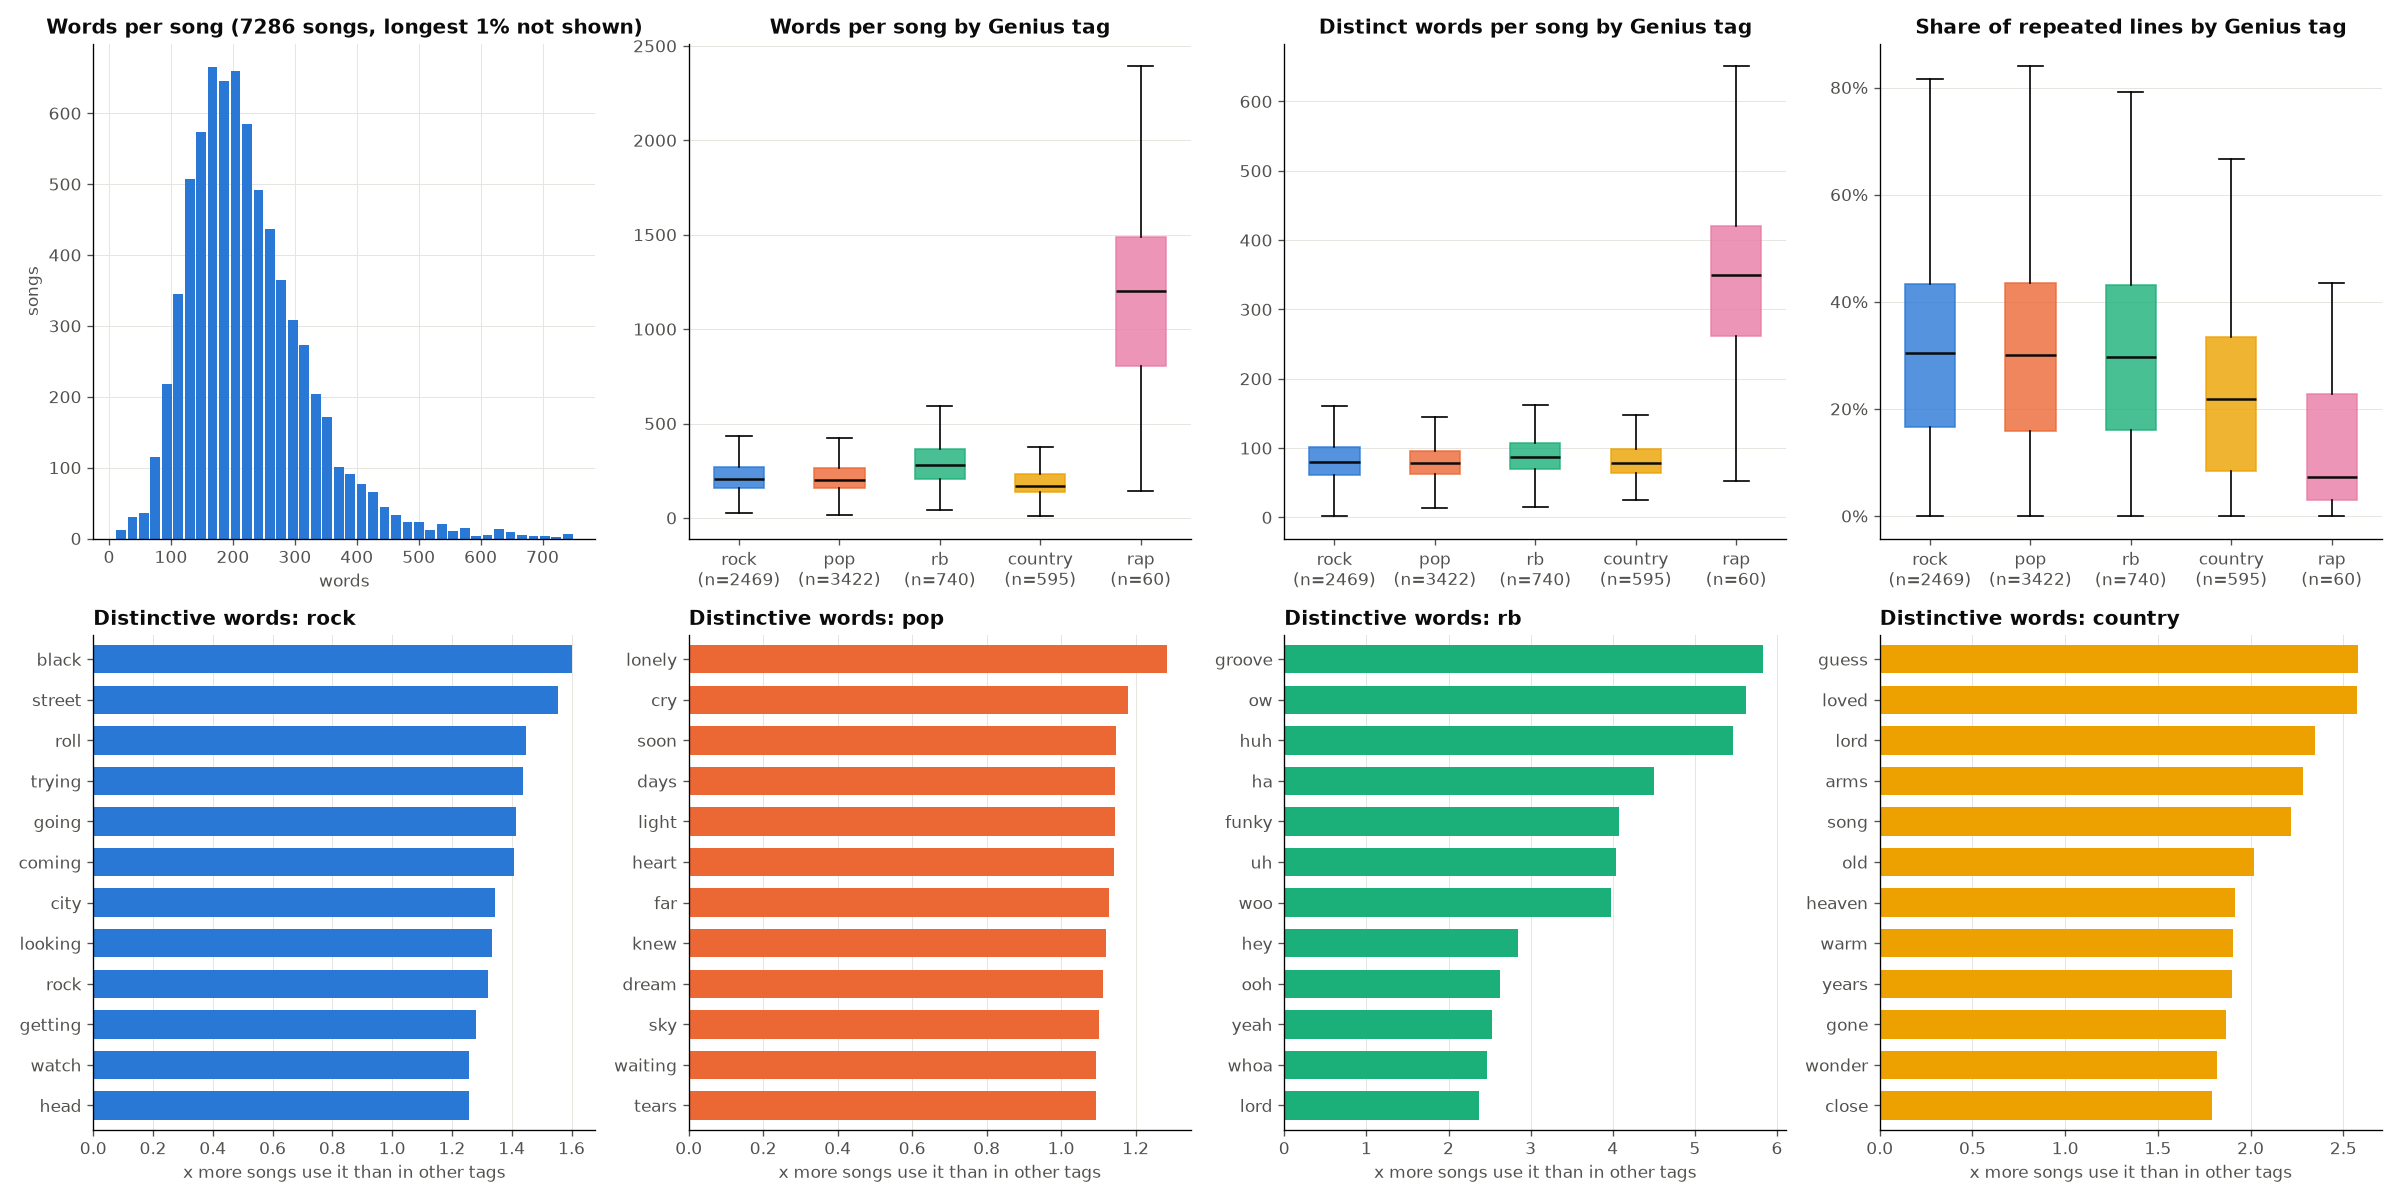 Words per song (7286 songs, longest 1% not shown)
songs
600
500
400
300
200
100
0
0 100 200 300 400 500 600 700
words
Words per song by Genius tag
2500
2000
1500
1000
500
0
rock pop rb country rap
(n=2469) (n=3422) (n=740) (n=595) (n=60)
Distinct words per song by Genius tag
600
500
400
300
200
100
0
rock pop rb country rap
(n=2469) (n=3422) (n=740) (n=595) (n=60)
Share of repeated lines by Genius tag
80%
60%
40%
20%
0%
rock pop rb country rap
(n=2469) (n=3422) (n=740) (n=595) (n=60)
Distinctive words: rock
black
street
roll
trying
going
coming
city
looking
rock
getting
watch
head
0.0 0.2 0.4 0.6 0.8 1.0 1.2 1.4 1.6
x more songs use it than in other tags
Distinctive words: pop
lonely
cry
soon
days
light
heart
far
knew
dream
sky
waiting
tears
0.0 0.2 0.4 0.6 0.8 1.0 1.2
x more songs use it than in other tags
Distinctive words: rb
groove
ow
huh
ha
funky
uh
woo
hey
ooh
yeah
whoa
lord
0 1 2 3 4 5 6
x more songs use it than in other tags
Distinctive words: country
guess
loved
lord
arms
song
old
heaven
warm
years
gone
wonder
close
0.0 0.5 1.0 1.5 2.0 2.5
x more songs use it than in other tags